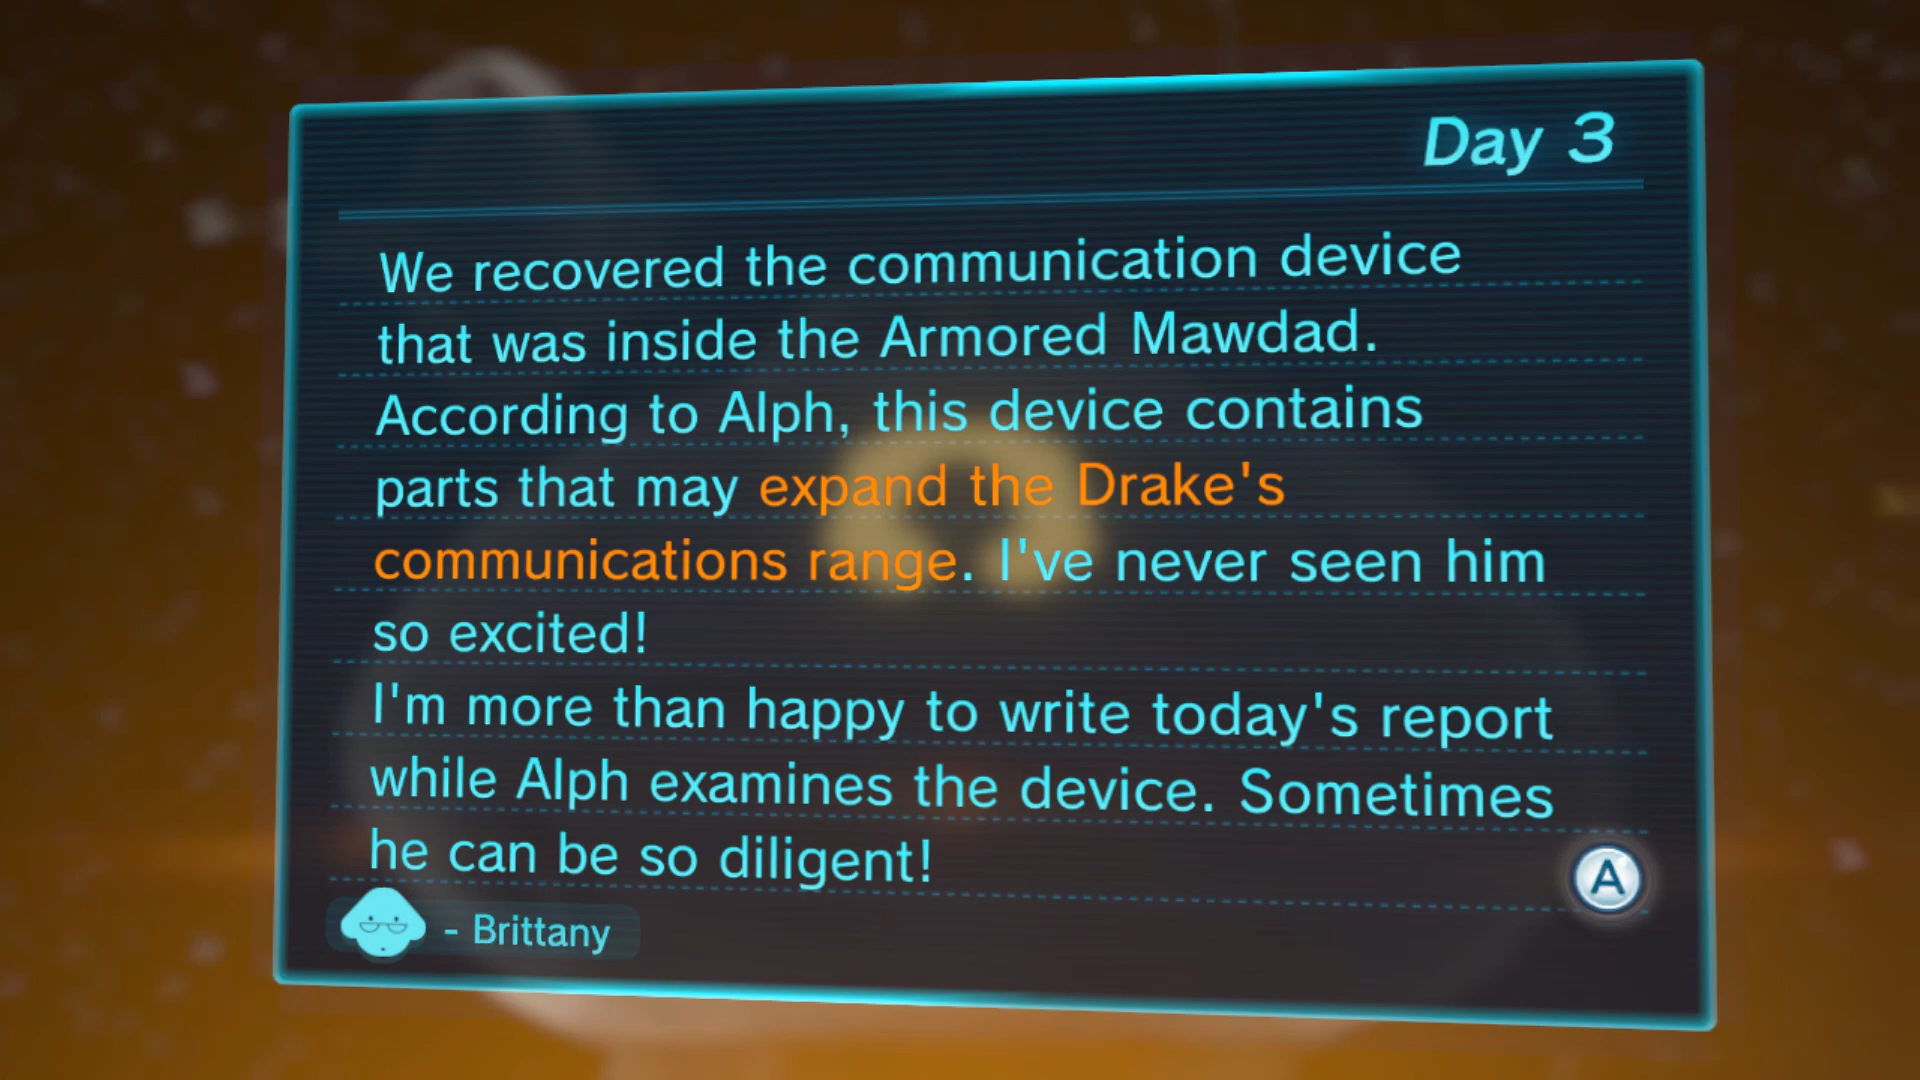 Day 3
We recovered the communication device
that was inside the Armored Mawdad.
According to Alph, this device contains
parts that may expand the Drake's
communications range. I've never seen him
so excited!
I'm more than happy to write today's report
while Alph examines the device. Sometimes
he can be so diligent!
A
- Brittany